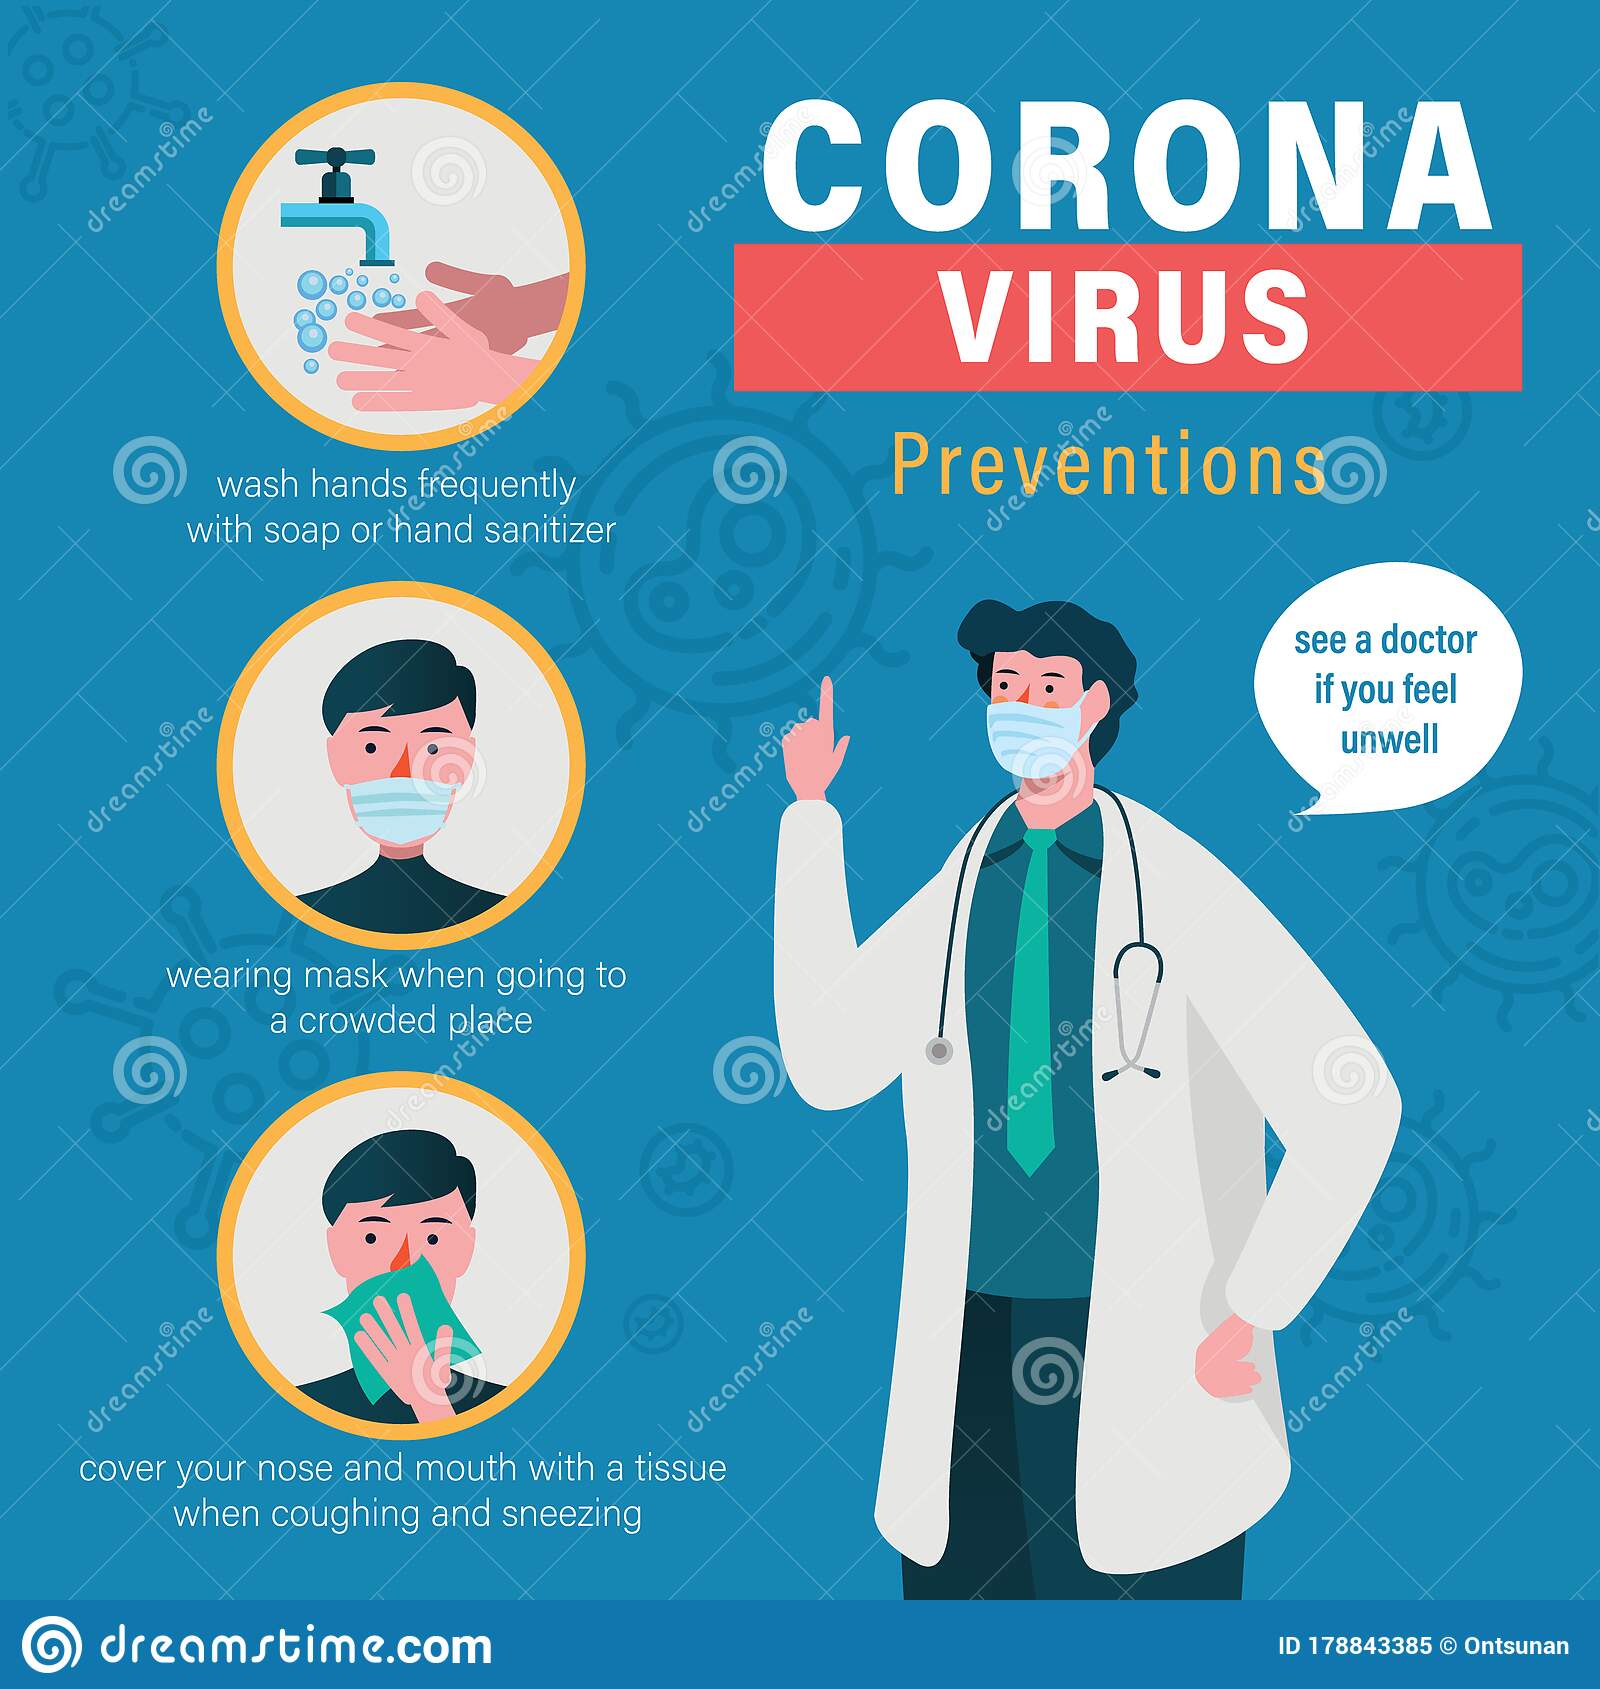 CORONA
VIRUS
Preventions
wash hands frequently
with soap or hand sanitizer
wearing mask when going to
a crowded place
cover your nose and mouth with a tissue
when coughing and sneezing
see a doctor
if you feel
unwell
dreamstime
dreamstime.com
ID 178843385 © Ontsunan